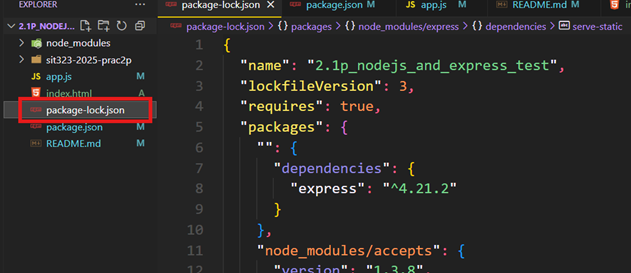 EXPLORER
2.1P_NODEJ...
node_modules
sit323-2025-prac2p
app.js M
index.html A
package-lock.json
package.json M
README.md M
package-lock.json package.json M app.js M README.md M
package-lock.json > {} packages > {} node_modules/express > {} dependencies > serve-static
1 {
2 "name": "2.1p_nodejs_and_express_test",
3 "lockfileVersion": 3,
4 "requires": true,
5 "packages": {
6 "": {
7 "dependencies": {
8 "express": "^4.21.2"
9 }
10 },
11 "node_modules/accepts": {
12 "version": "1.3.8",